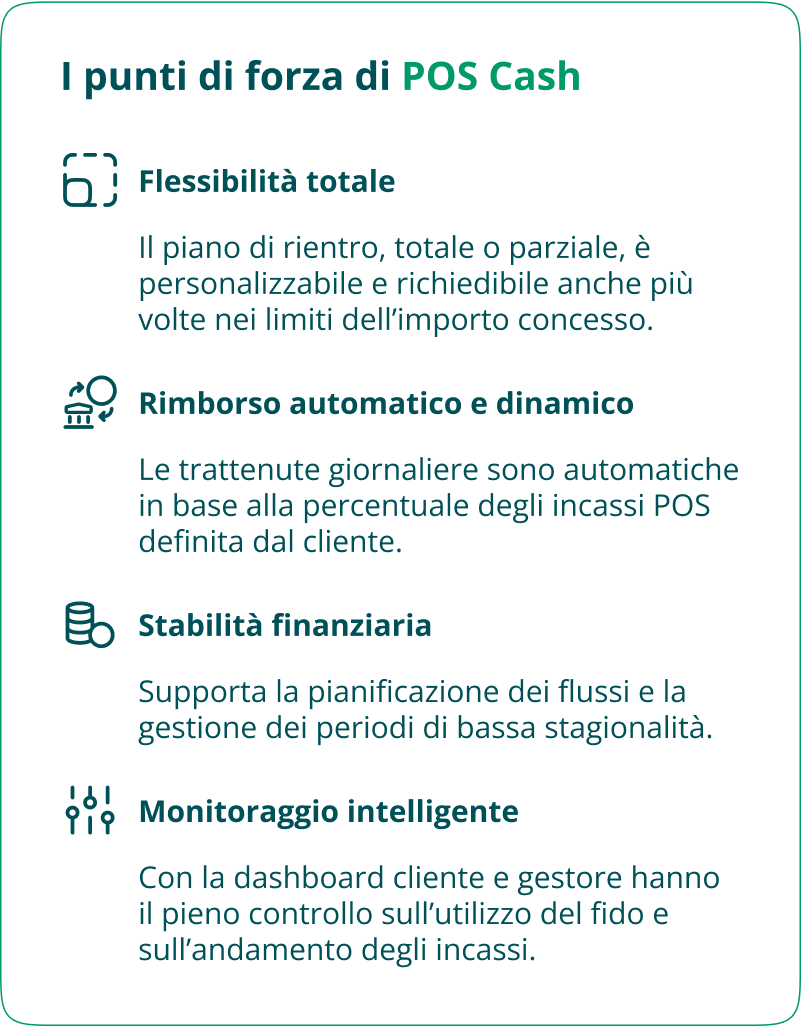 I punti di forza di POS Cash
Flessibilità totale
Il piano di rientro, totale o parziale, è
personalizzabile e richiedibile anche più
volte nei limiti dell’importo concesso.
Rimborso automatico e dinamico
Le trattenute giornaliere sono automatiche
in base alla percentuale degli incassi POS
definita dal cliente.
Stabilità finanziaria
Supporta la pianificazione dei flussi e la
gestione dei periodi di bassa stagionalità.
Monitoraggio intelligente
Con la dashboard cliente e gestore hanno
il pieno controllo sull’utilizzo del fido e
sull’andamento degli incassi.